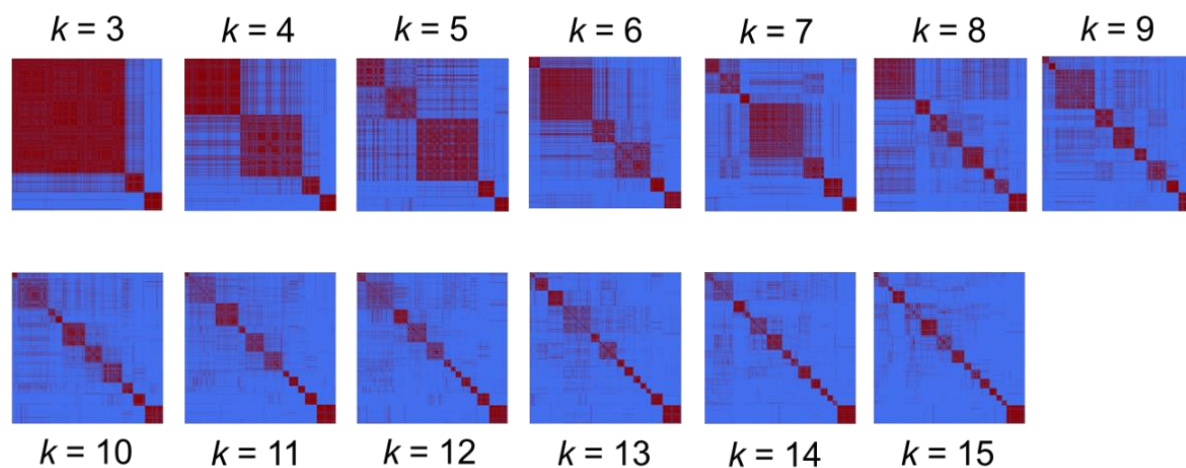 k = 3 k = 4 k = 5 k = 6 k = 7 k = 8 k = 9
k = 10 k = 11 k = 12 k = 13 k = 14 k = 15